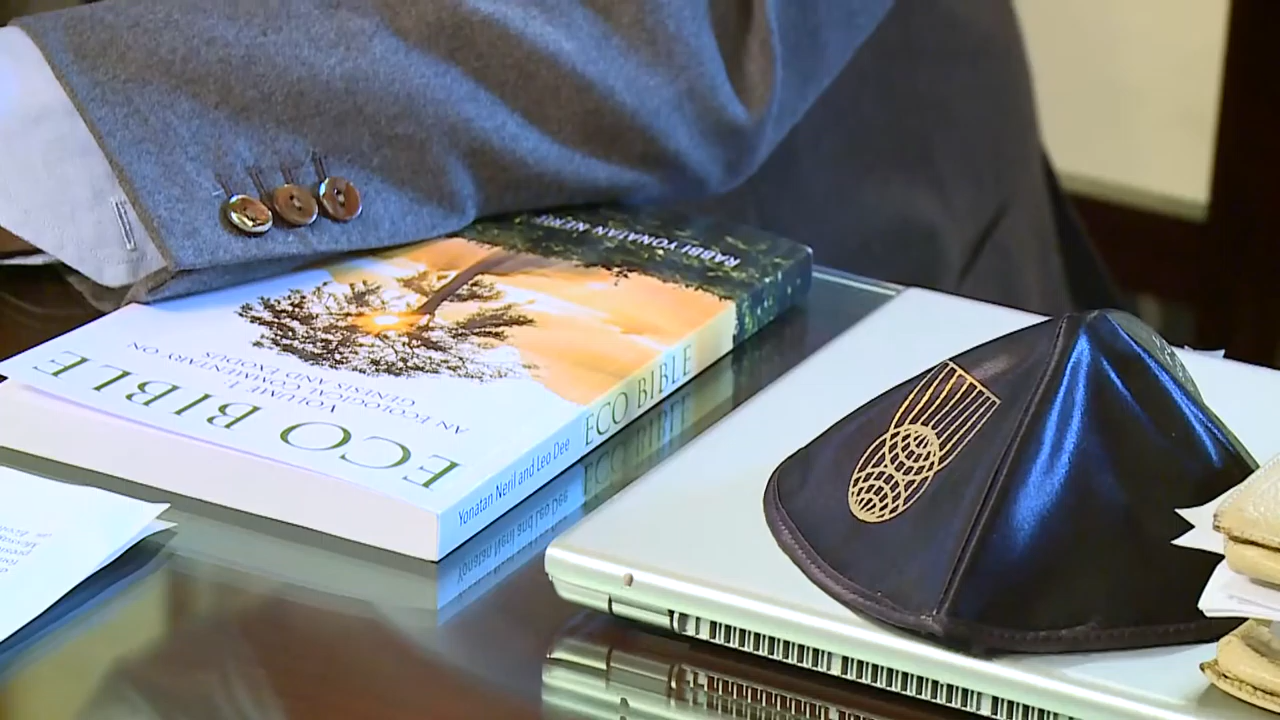 ECO BIBLE
VOLUME 1:
AN ECOLOGICAL COMMENTARY ON
GENESIS AND EXODUS
RABBI YONATAN NERIL
Yonatan Neril and Leo Dee
ECO BIBLE